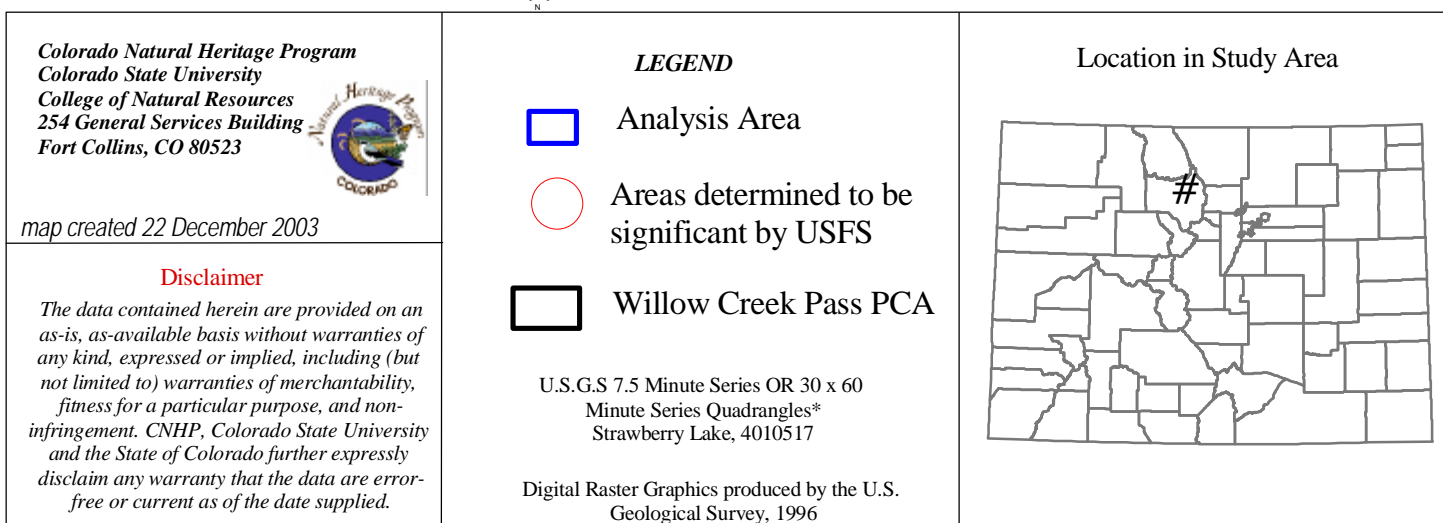 N
Colorado Natural Heritage Program
Colorado State University
College of Natural Resources
254 General Services Building
Fort Collins, CO 80523
Natural Heritage Program
COLORADO
map created 22 December 2003
Disclaimer
The data contained herein are provided on an
as-is, as-available basis without warranties of
any kind, expressed or implied, including (but
not limited to) warranties of merchantability,
fitness for a particular purpose, and non-
infringement. CNHP, Colorado State University
and the State of Colorado further expressly
disclaim any warranty that the data are error-
free or current as of the date supplied.
LEGEND
Analysis Area
Areas determined to be
significant by USFS
Willow Creek Pass PCA
U.S.G.S 7.5 Minute Series OR 30 x 60
Minute Series Quadrangles*
Strawberry Lake, 4010517
Digital Raster Graphics produced by the U.S.
Geological Survey, 1996
Location in Study Area
#